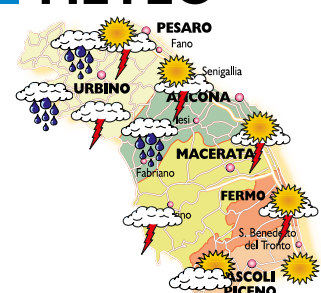 PESARO
Fano
Senigallia
URBINO
ANCONA
Jesi
MACERATA
Fabriano
FERMO
S. Benedetto
del Tronto
ASCOLI
PICENO